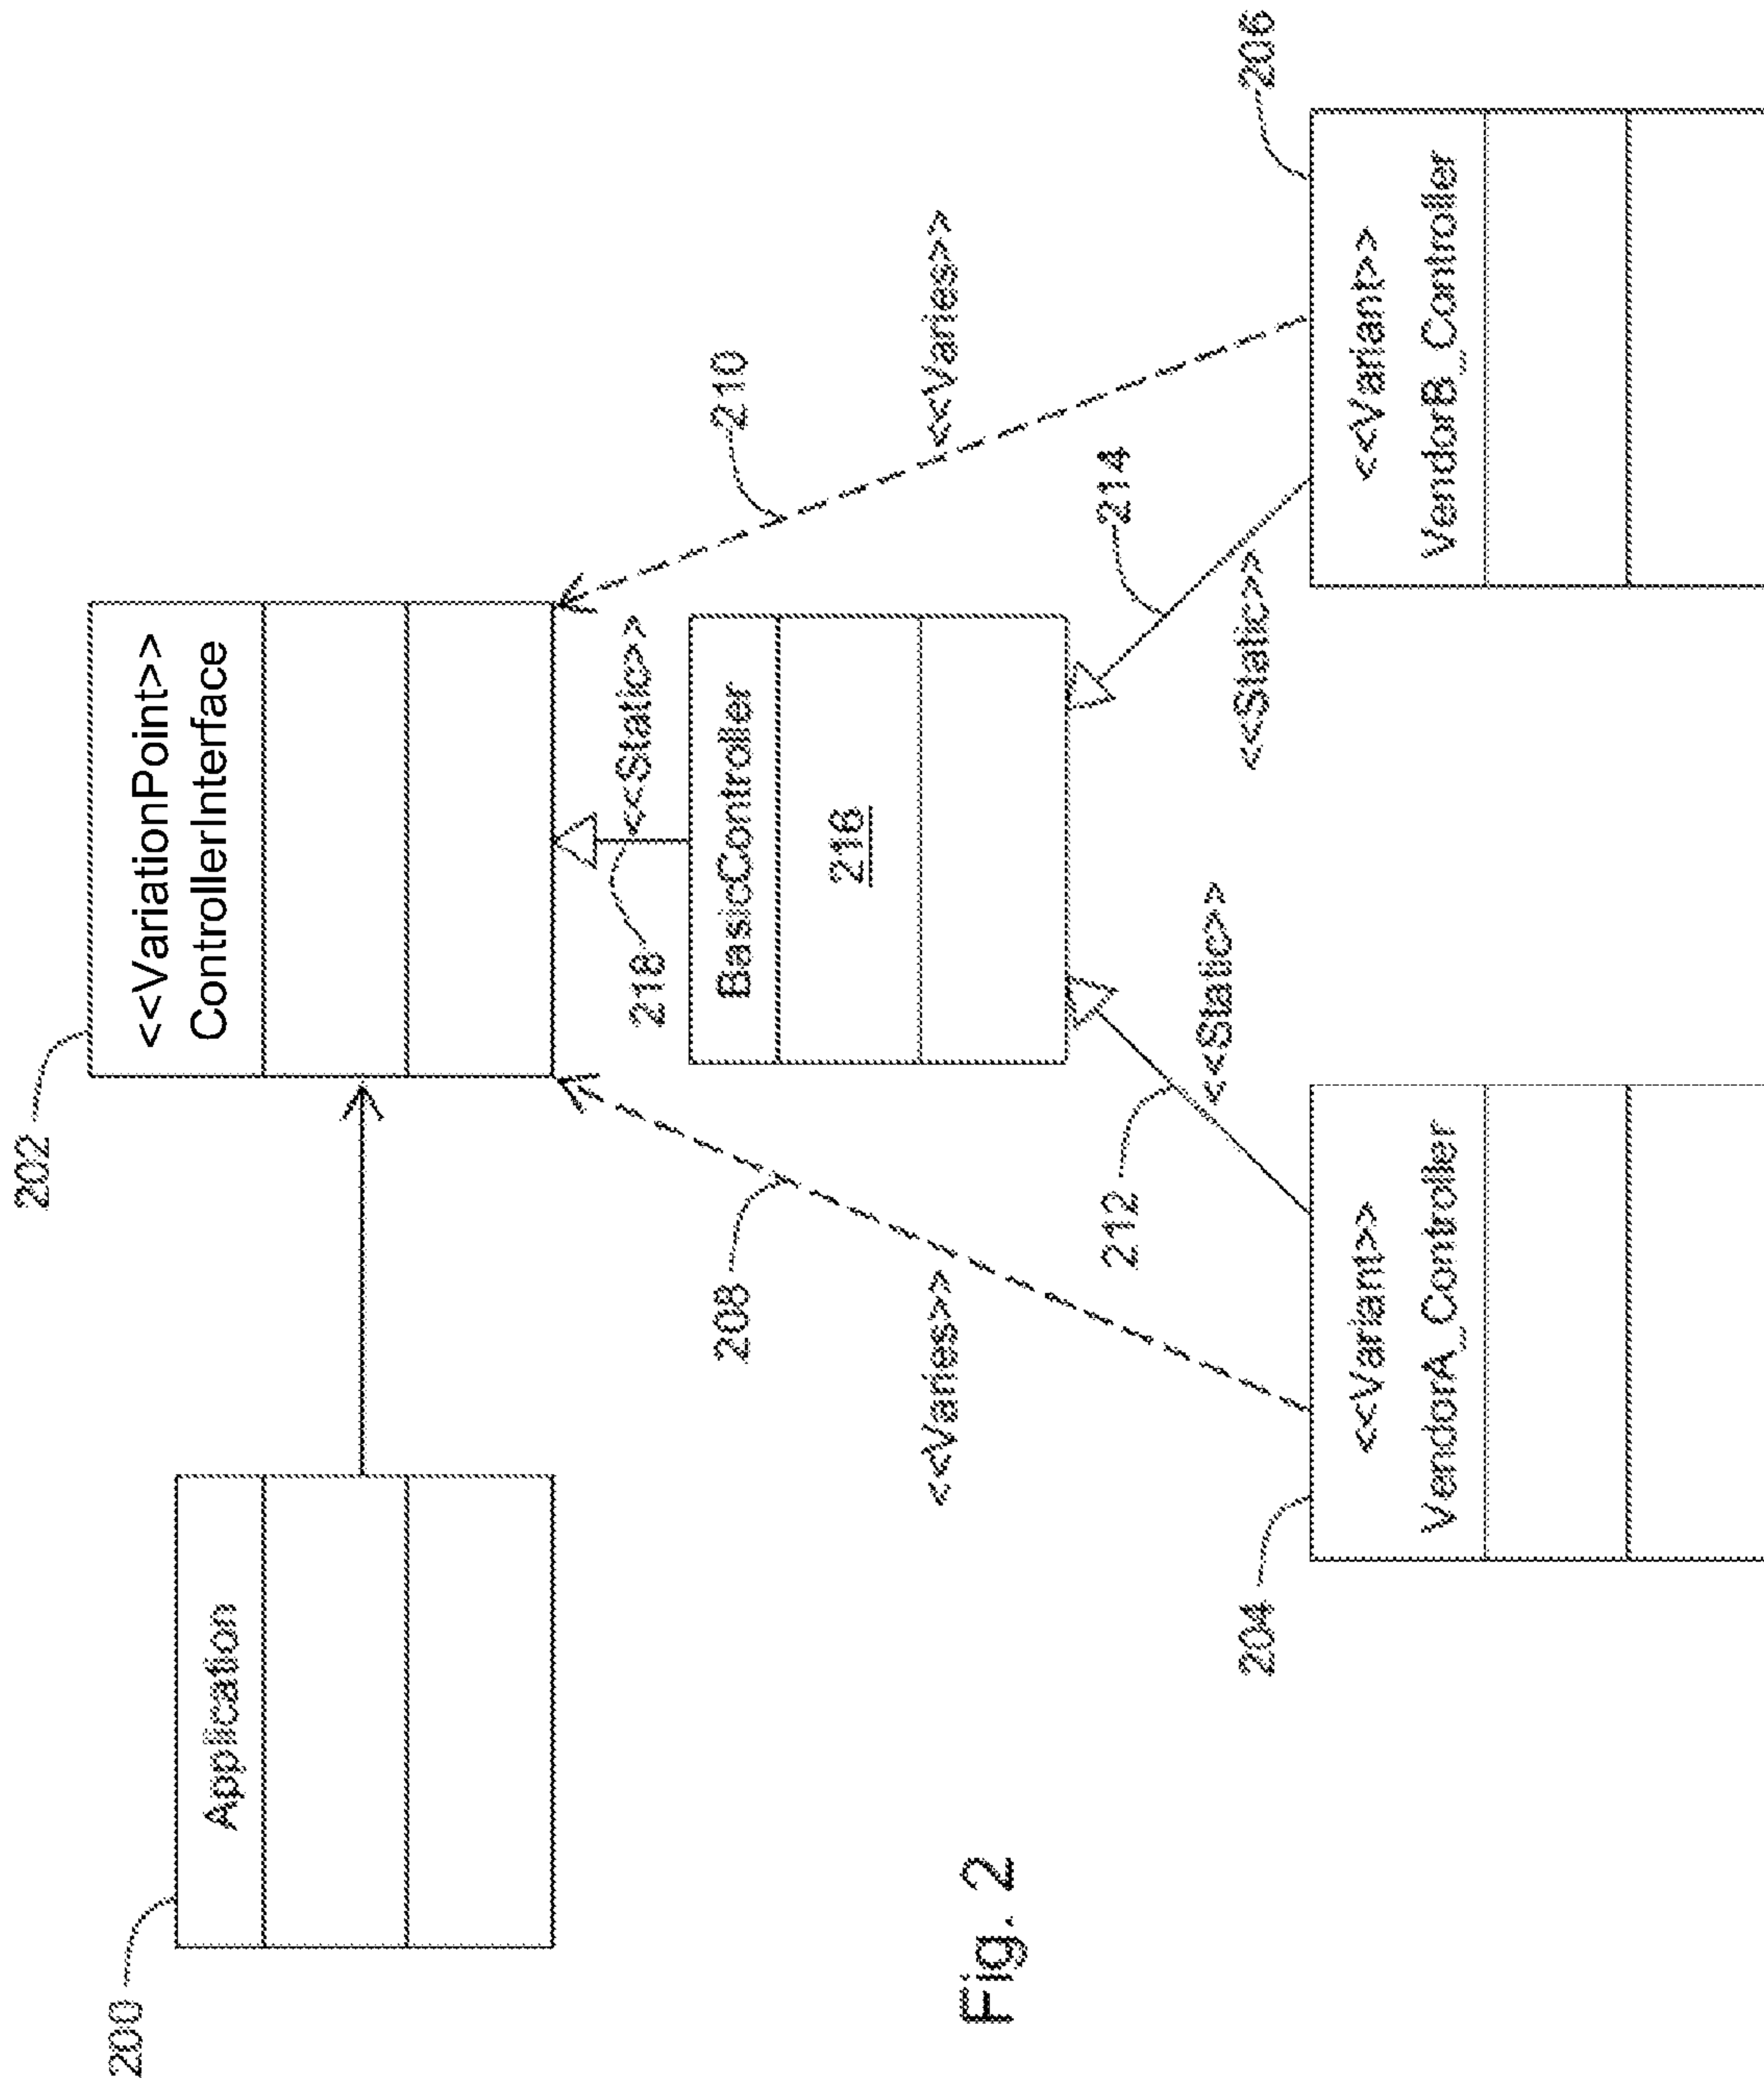 202
<<VariationPoint>>
ControllerInterface
200
Application
<<Static>>
218
BasicController
216
208
210
<<Varies>>
<<Varies>>
212
214
<<Static>>
<<Static>>
204
<<Variant>>
VendorA_Controller
206
<<Variant>>
VendorB_Controller
Fig. 2